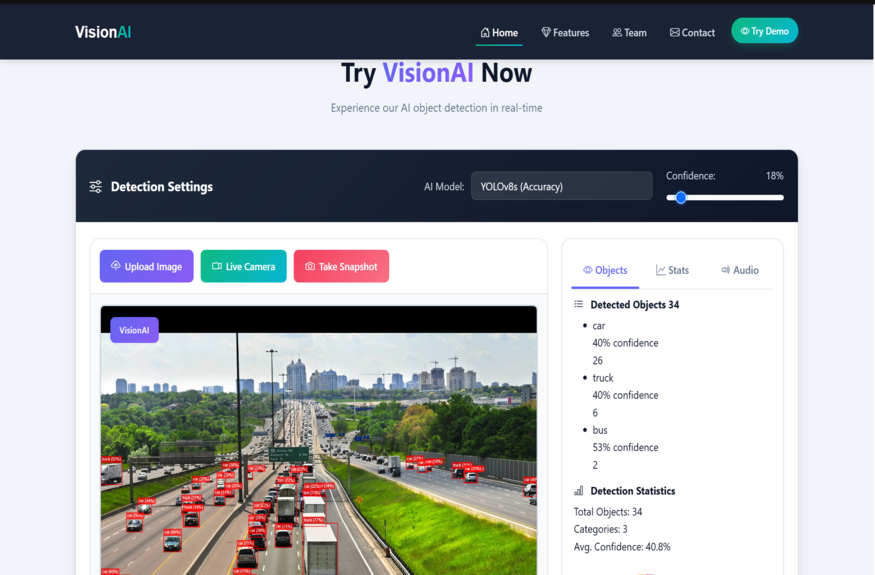 VisionAI
Home
Features
Team
Contact
Try Demo
Try VisionAI Now
Experience our AI object detection in real-time
Detection Settings
AI Model:
YOLOv8s (Accuracy)
Confidence:
18%
Upload Image
Live Camera
Take Snapshot
VisionAI
Objects
Stats
Audio
Detected Objects 34
car
40% confidence
26
truck
40% confidence
6
bus
53% confidence
2
Detection Statistics
Total Objects: 34
Categories: 3
Avg. Confidence: 40.8%